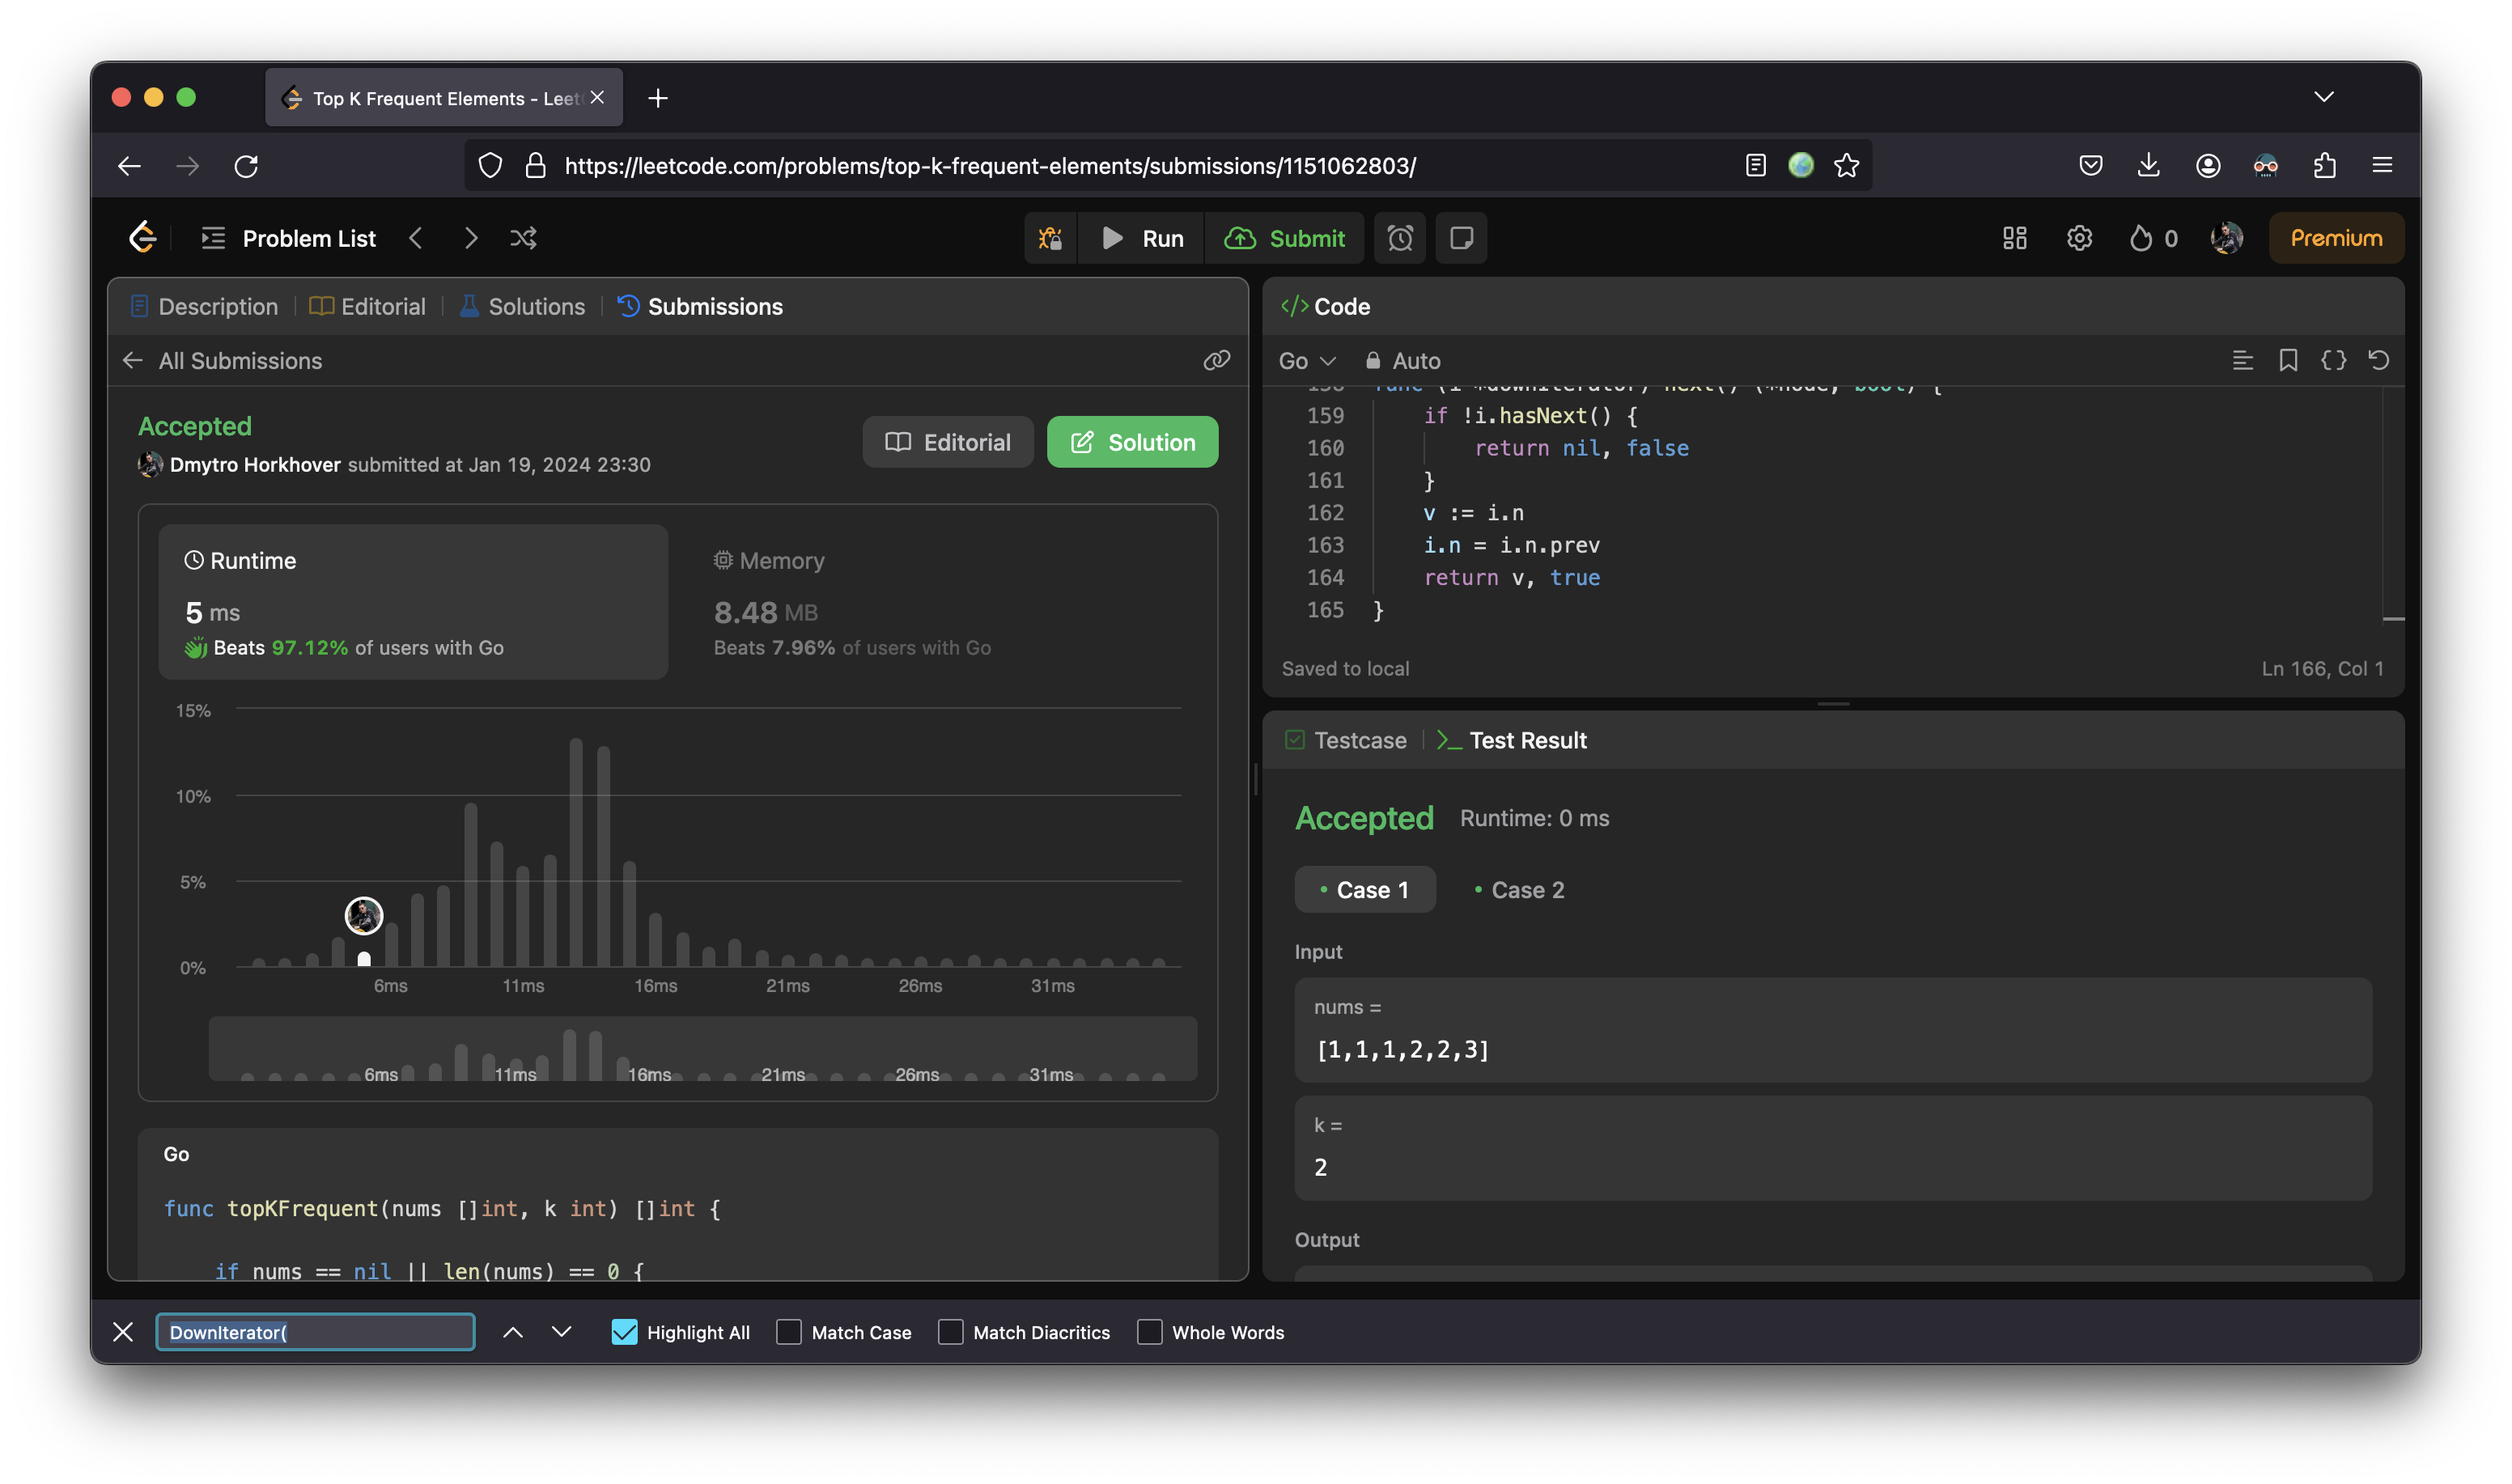 Top K Frequent Elements - Leet
https://leetcode.com/problems/top-k-frequent-elements/submissions/1151062803/
Problem List
Run
Submit
0
Premium
Description
Editorial
Solutions
Submissions
All Submissions
Accepted
Dmytro Horkhover submitted at Jan 19, 2024 23:30
Editorial
Solution
Runtime
5 ms
Beats 97.12% of users with Go
Memory
8.48 MB
Beats 7.96% of users with Go
15%
10%
5%
0%
6ms 11ms 16ms 21ms 26ms 31ms
6ms 11ms 16ms 21ms 26ms 31ms
Go
func topKFrequent(nums []int, k int) []int {
if nums == nil || len(nums) == 0 {
</> Code
Go
Auto
158 func (i *downIterator) next() (*node, bool) {
159 if !i.hasNext() {
160 return nil, false
161 }
162 v := i.n
163 i.n = i.n.prev
164 return v, true
165 }
Saved to local
Ln 166, Col 1
Testcase
Test Result
Accepted
Runtime: 0 ms
Case 1
Case 2
Input
nums =
[1,1,1,2,2,3]
k =
2
Output
DownIterator(
Highlight All
Match Case
Match Diacritics
Whole Words